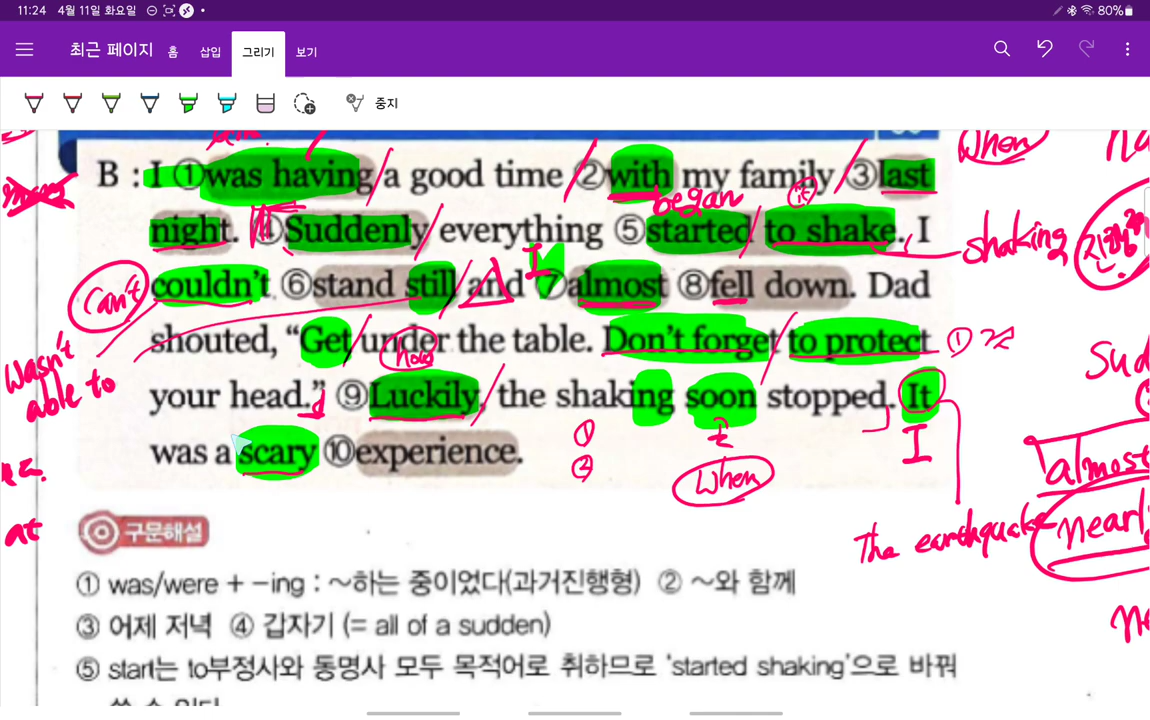 11:24 4월 11일 화요일 80%
최근 페이지 홈 삽입 그리기 보기
중지
When
B : I ①was having a good time ②with my family ③last
began
night. ④Suddenly everything ⑤started to shake. I
shaking
can't
couldn't ⑥stand still and I ⑦almost ⑧fell down. Dad
shouted, “Get under the table. Don't forget to protect
wasn't
able to
how
your head.” ⑨Luckily, the shaking soon stopped. It
①
②
I
was a scary ⑩experience.
When
almost
at
The earthquake
구문해설
① was/were + -ing : ~하는 중이었다(과거진행형) ② ~와 함께
③ 어제 저녁 ④ 갑자기 (= all of a sudden)
⑤ start는 to부정사와 동명사 모두 목적어로 취하므로 'started shaking'으로 바꿔